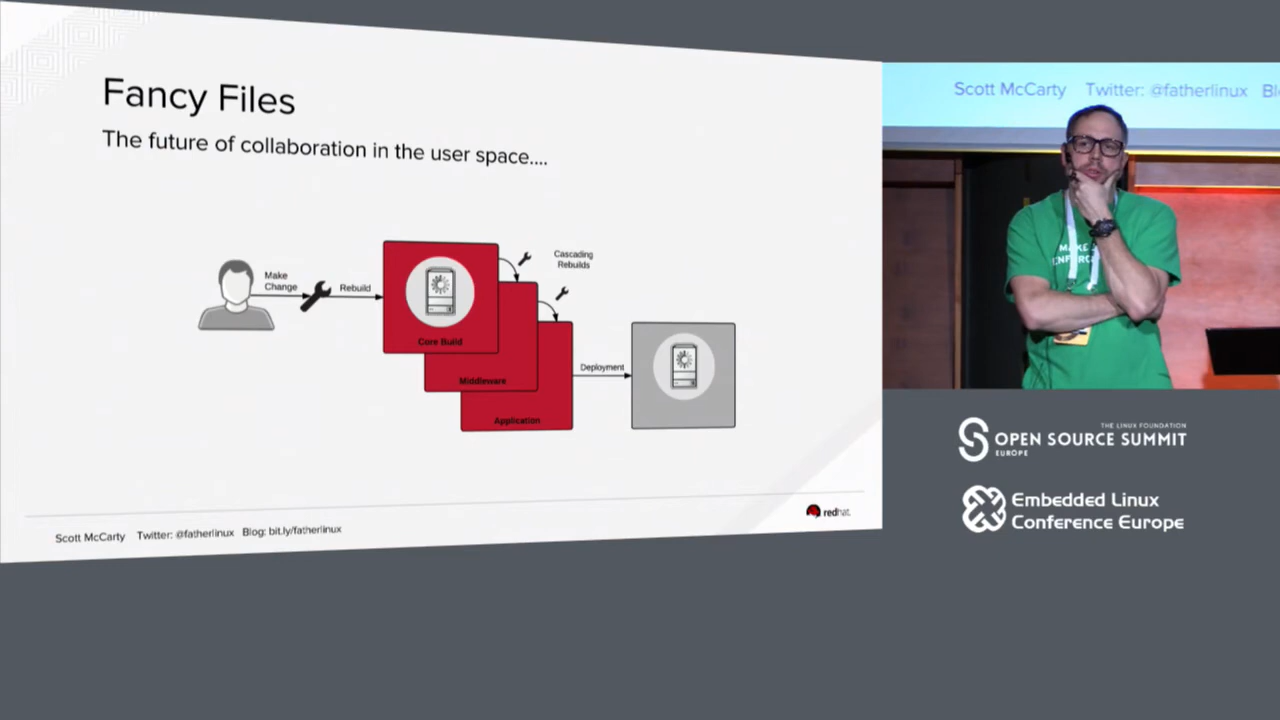 Fancy Files
The future of collaboration in the user space....
Make
Change
Rebuild
Cascading
Rebuilds
Core Build
Middleware
Application
Deployment
Scott McCarty Twitter: @fatherlinux Blog: bit.ly/fatherlinux
redhat.
Scott McCarty Twitter: @fatherlinux
MAKE
THE LINUX FOUNDATION
OPEN SOURCE SUMMIT
EUROPE
Embedded Linux
Conference Europe